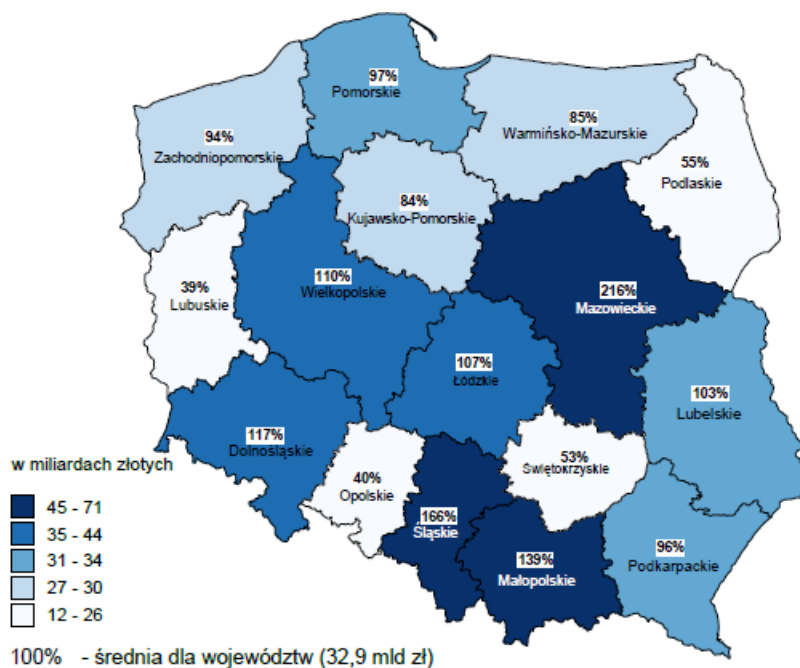 97%
Pomorskie
94%
Zachodniopomorskie
85%
Warmińsko-Mazurskie
55%
Podlaskie
84%
Kujawsko-Pomorskie
39%
Lubuskie
110%
Wielkopolskie
216%
Mazowieckie
107%
Łódzkie
103%
Lubelskie
117%
Dolnośląskie
40%
Opolskie
53%
Świętokrzyskie
166%
Śląskie
139%
Małopolskie
96%
Podkarpackie
w miliardach złotych
45 - 71
35 - 44
31 - 34
27 - 30
12 - 26
100% - średnia dla województw (32,9 mld zł)